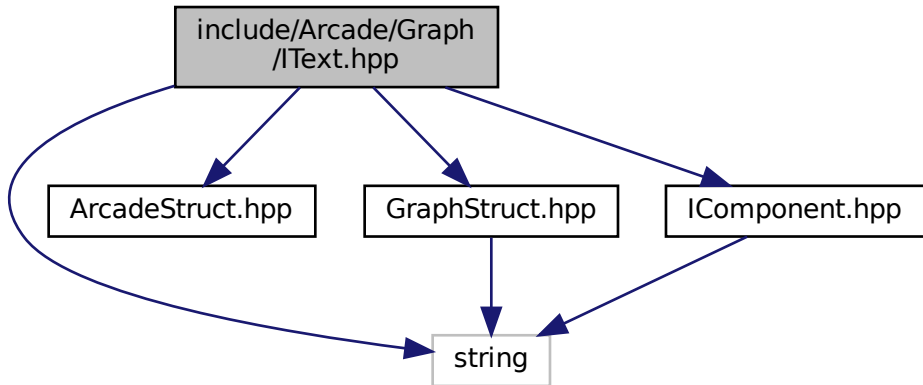 include/Arcade/Graph
/IText.hpp
ArcadeStruct.hpp
GraphStruct.hpp
IComponent.hpp
string